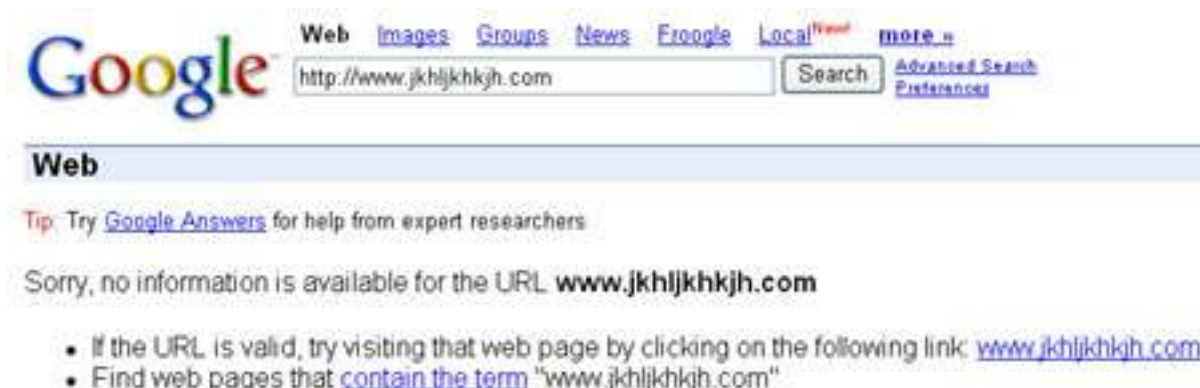 Google
Web Images Groups News Froogle Local New! more »
http://www.jkhljkhkjh.com Search Advanced Search
Preferences
Web
Tip: Try Google Answers for help from expert researchers
Sorry, no information is available for the URL www.jkhljkhkjh.com
• If the URL is valid, try visiting that web page by clicking on the following link: www.jkhljkhkjh.com
• Find web pages that contain the term "www.jkhljkhkjh.com"